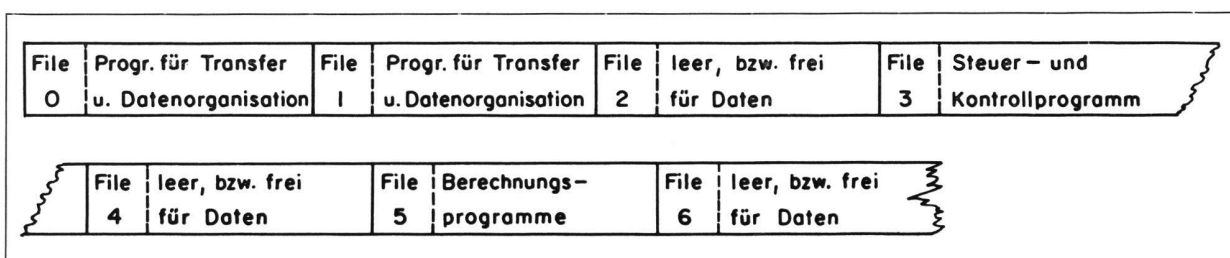 File Progr. für Transfer File Progr. für Transfer File leer, bzw. frei File Steuer – und
0 u. Datenorganisation 1 u. Datenorganisation 2 für Daten 3 Kontrollprogramm
File leer, bzw. frei File Berechnungs– File leer, bzw. frei
4 für Daten 5 programme 6 für Daten